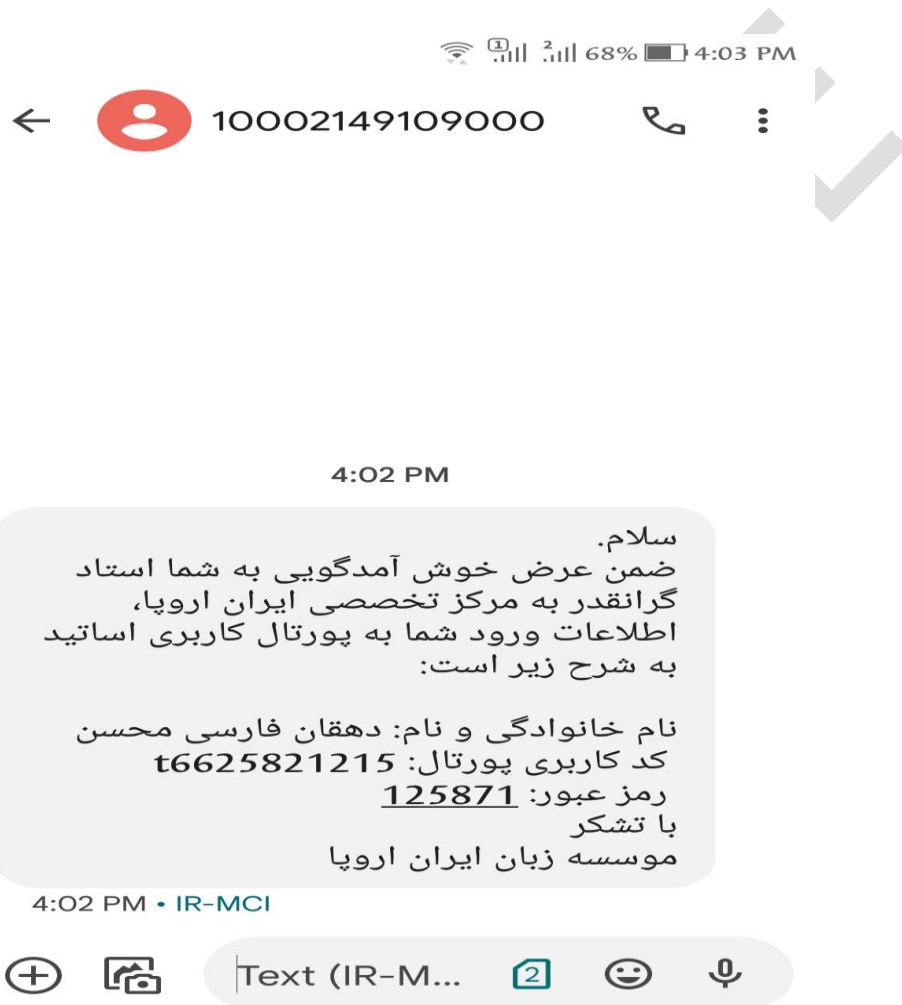 68% 4:03 PM
10002149109000
4:02 PM
سلام.
ضمن عرض خوش آمدگویی به شما استاد
گرانقدر به مرکز تخصصی ایران اروپا،
اطلاعات ورود شما به پورتال کاربری اساتید
به شرح زیر است:
نام خانوادگی و نام: دهقان فارسی محسن
کد کاربری پورتال: t6625821215
رمز عبور: 125871
با تشکر
موسسه زبان ایران اروپا
4:02 PM • IR-MCI
Text (IR-M... 2